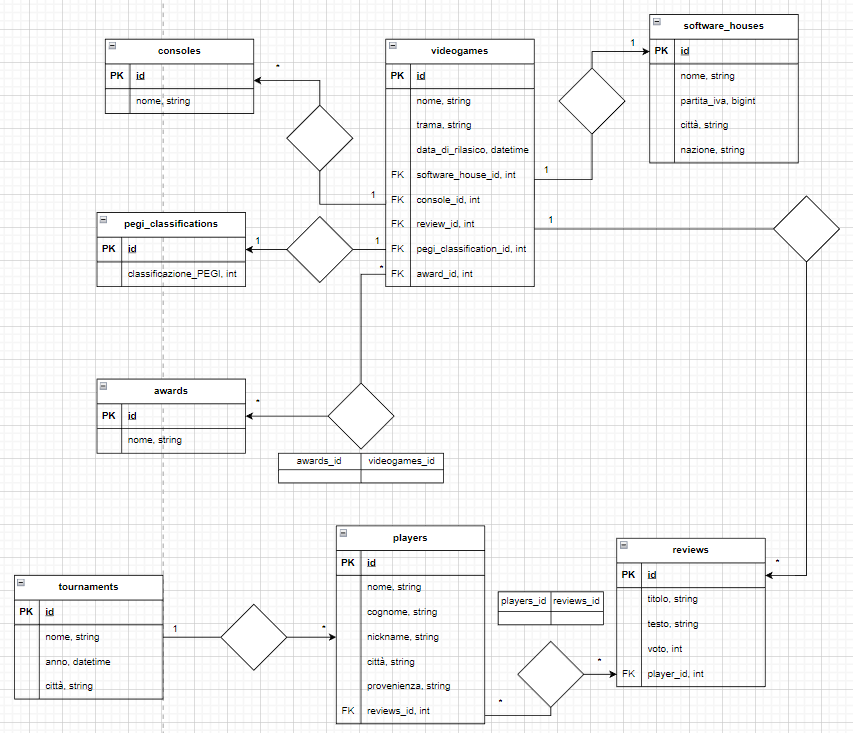 consoles
PK id
nome, string
*
1
videogames
PK id
nome, string
trama, string
data_di_rilasico, datetime
FK software_house_id, int
FK console_id, int
FK review_id, int
FK pegi_classification_id, int
FK award_id, int
1
1
software_houses
PK id
nome, string
partita_iva, bigint
città, string
nazione, string
1
pegi_classifications
PK id
classificazione_PEGI, int
1
1
*
awards
PK id
nome, string
*
awards_id videogames_id
tournaments
PK id
nome, string
anno, datetime
città, string
1
*
players
PK id
nome, string
cognome, string
nickname, string
città, string
provenienza, string
FK reviews_id, int
players_id reviews_id
*
*
reviews
PK id
titolo, string
testo, string
voto, int
FK player_id, int
*